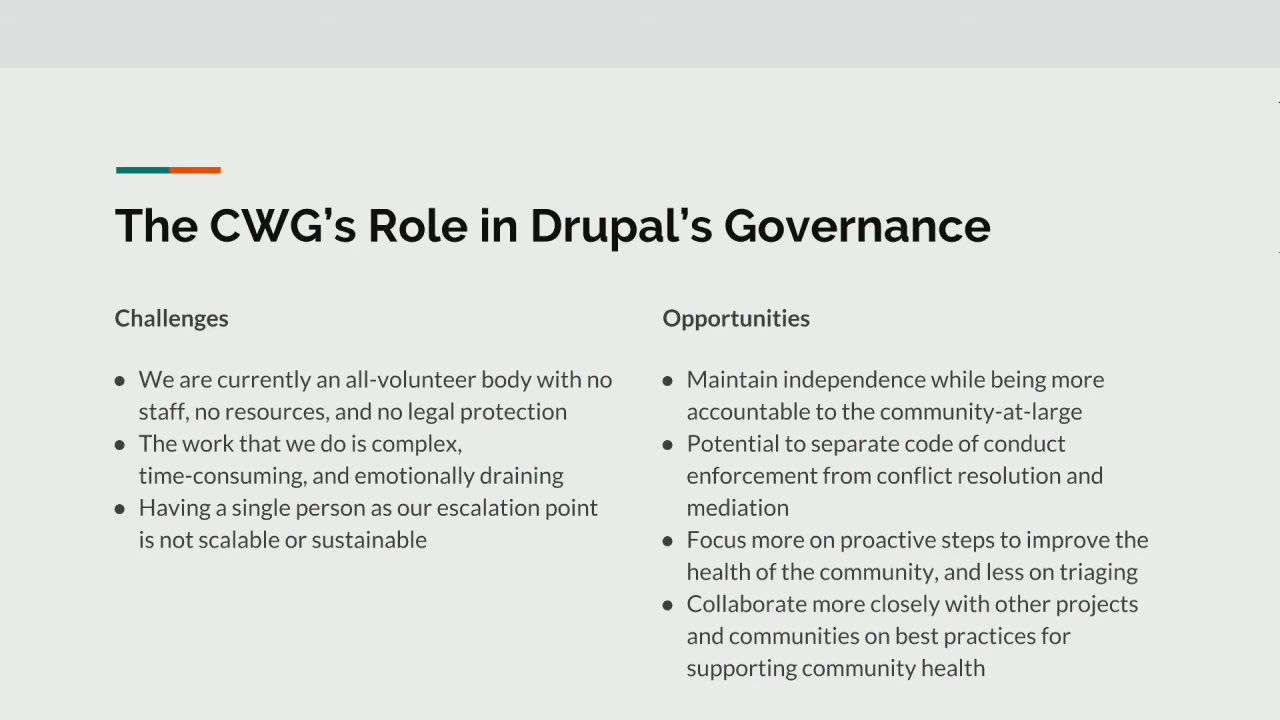 The CWG’s Role in Drupal’s Governance
Challenges
● We are currently an all-volunteer body with no
staff, no resources, and no legal protection
● The work that we do is complex,
time-consuming, and emotionally draining
● Having a single person as our escalation point
is not scalable or sustainable
Opportunities
● Maintain independence while being more
accountable to the community-at-large
● Potential to separate code of conduct
enforcement from conflict resolution and
mediation
● Focus more on proactive steps to improve the
health of the community, and less on triaging
● Collaborate more closely with other projects
and communities on best practices for
supporting community health